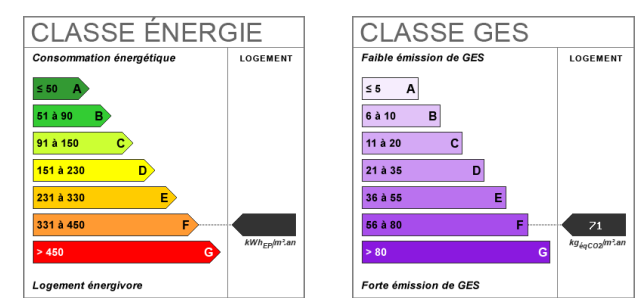 CLASSE ÉNERGIE
Consommation énergétique
LOGEMENT
≤ 50 A
51 à 90 B
91 à 150 C
151 à 230 D
231 à 330 E
331 à 450 F
kWhEP/m².an
> 450 G
Logement énergivore
CLASSE GES
Faible émission de GES
LOGEMENT
≤ 5 A
6 à 10 B
11 à 20 C
21 à 35 D
36 à 55 E
56 à 80 F
71
kgéqCO2/m².an
> 80 G
Forte émission de GES